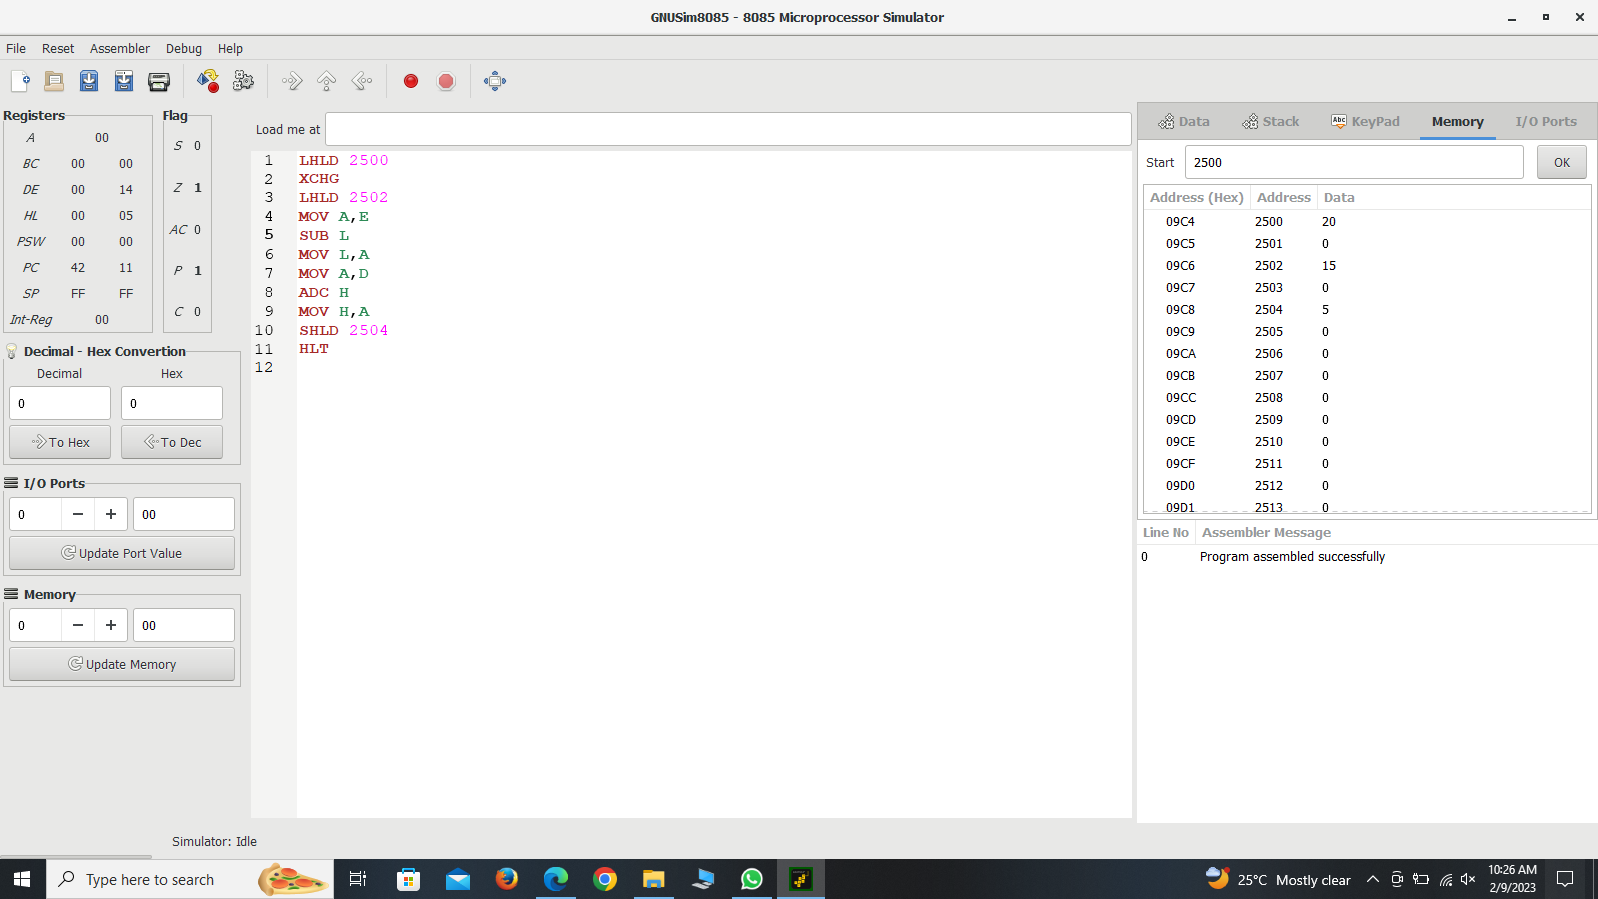 GNUSim8085 - 8085 Microprocessor Simulator
File Reset Assembler Debug Help
Registers
A 00
BC 00 00
DE 00 14
HL 00 05
PSW 00 00
PC 42 11
SP FF FF
Int-Reg 00
Flag
S 0
Z 1
AC 0
P 1
C 0
Decimal - Hex Convertion
Decimal Hex
0 0
To Hex To Dec
I/O Ports
0 − + 00
Update Port Value
Memory
0 − + 00
Update Memory
Load me at
1 LHLD 2500
2 XCHG
3 LHLD 2502
4 MOV A,E
5 SUB L
6 MOV L,A
7 MOV A,D
8 ADC H
9 MOV H,A
10 SHLD 2504
11 HLT
12
Data Stack Abc KeyPad Memory I/O Ports
Start 2500 OK
Address (Hex) Address Data
09C4 2500 20
09C5 2501 0
09C6 2502 15
09C7 2503 0
09C8 2504 5
09C9 2505 0
09CA 2506 0
09CB 2507 0
09CC 2508 0
09CD 2509 0
09CE 2510 0
09CF 2511 0
09D0 2512 0
09D1 2513 0
Line No Assembler Message
0 Program assembled successfully
Simulator: Idle
Type here to search
25°C Mostly clear
10:26 AM
2/9/2023